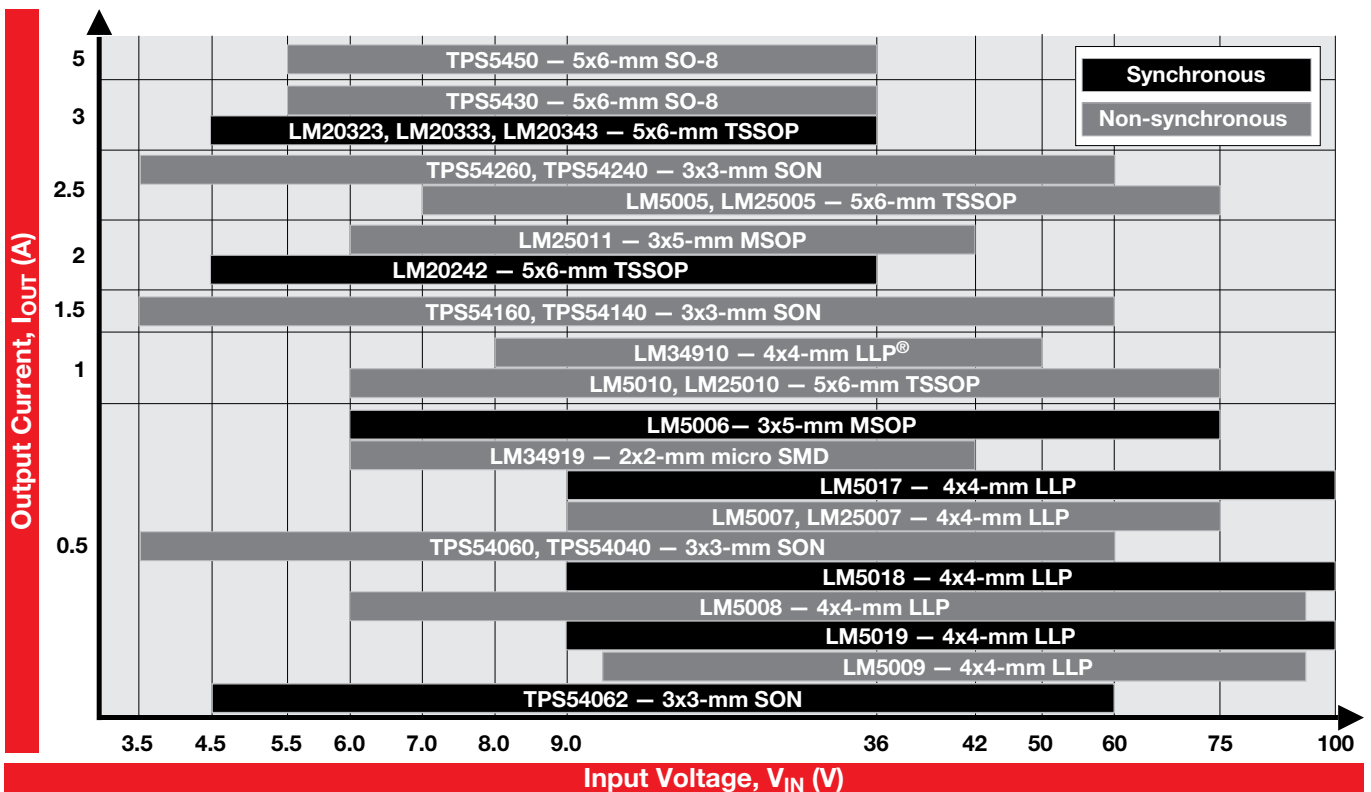 Output Current, IOUT (A)
5
TPS5450 — 5x6-mm SO-8
Synchronous
Non-synchronous
3
TPS5430 — 5x6-mm SO-8
LM20323, LM20333, LM20343 — 5x6-mm TSSOP
2.5
TPS54260, TPS54240 — 3x3-mm SON
LM5005, LM25005 — 5x6-mm TSSOP
2
LM25011 — 3x5-mm MSOP
LM20242 — 5x6-mm TSSOP
1.5
TPS54160, TPS54140 — 3x3-mm SON
1
LM34910 — 4x4-mm LLP®
LM5010, LM25010 — 5x6-mm TSSOP
0.5
LM5006— 3x5-mm MSOP
LM34919 — 2x2-mm micro SMD
LM5017 — 4x4-mm LLP
LM5007, LM25007 — 4x4-mm LLP
TPS54060, TPS54040 — 3x3-mm SON
LM5018 — 4x4-mm LLP
LM5008 — 4x4-mm LLP
LM5019 — 4x4-mm LLP
LM5009 — 4x4-mm LLP
TPS54062 — 3x3-mm SON
3.5 4.5 5.5 6.0 7.0 8.0 9.0 36 42 50 60 75 100
Input Voltage, VIN (V)